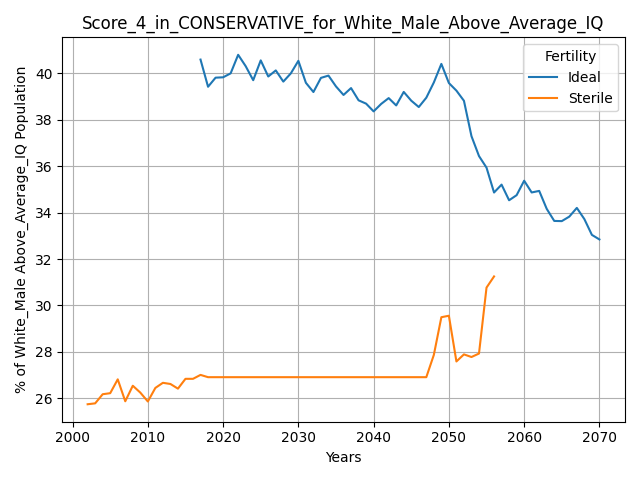 Score_4_in_CONSERVATIVE_for_White_Male_Above_Average_IQ
Fertility
Ideal
Sterile
% of White_Male Above_Average_IQ Population
40
38
36
34
32
30
28
26
2000
2010
2020
2030
2040
2050
2060
2070
Years